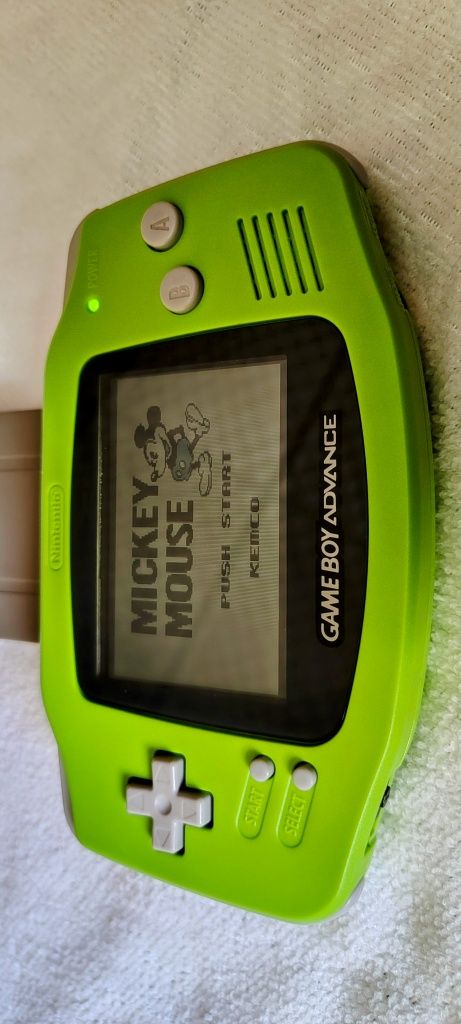 Nintendo
POWER
MICKEY
MOUSE
PUSH START
KEMCO
A
B
START
SELECT
GAME BOY ADVANCE